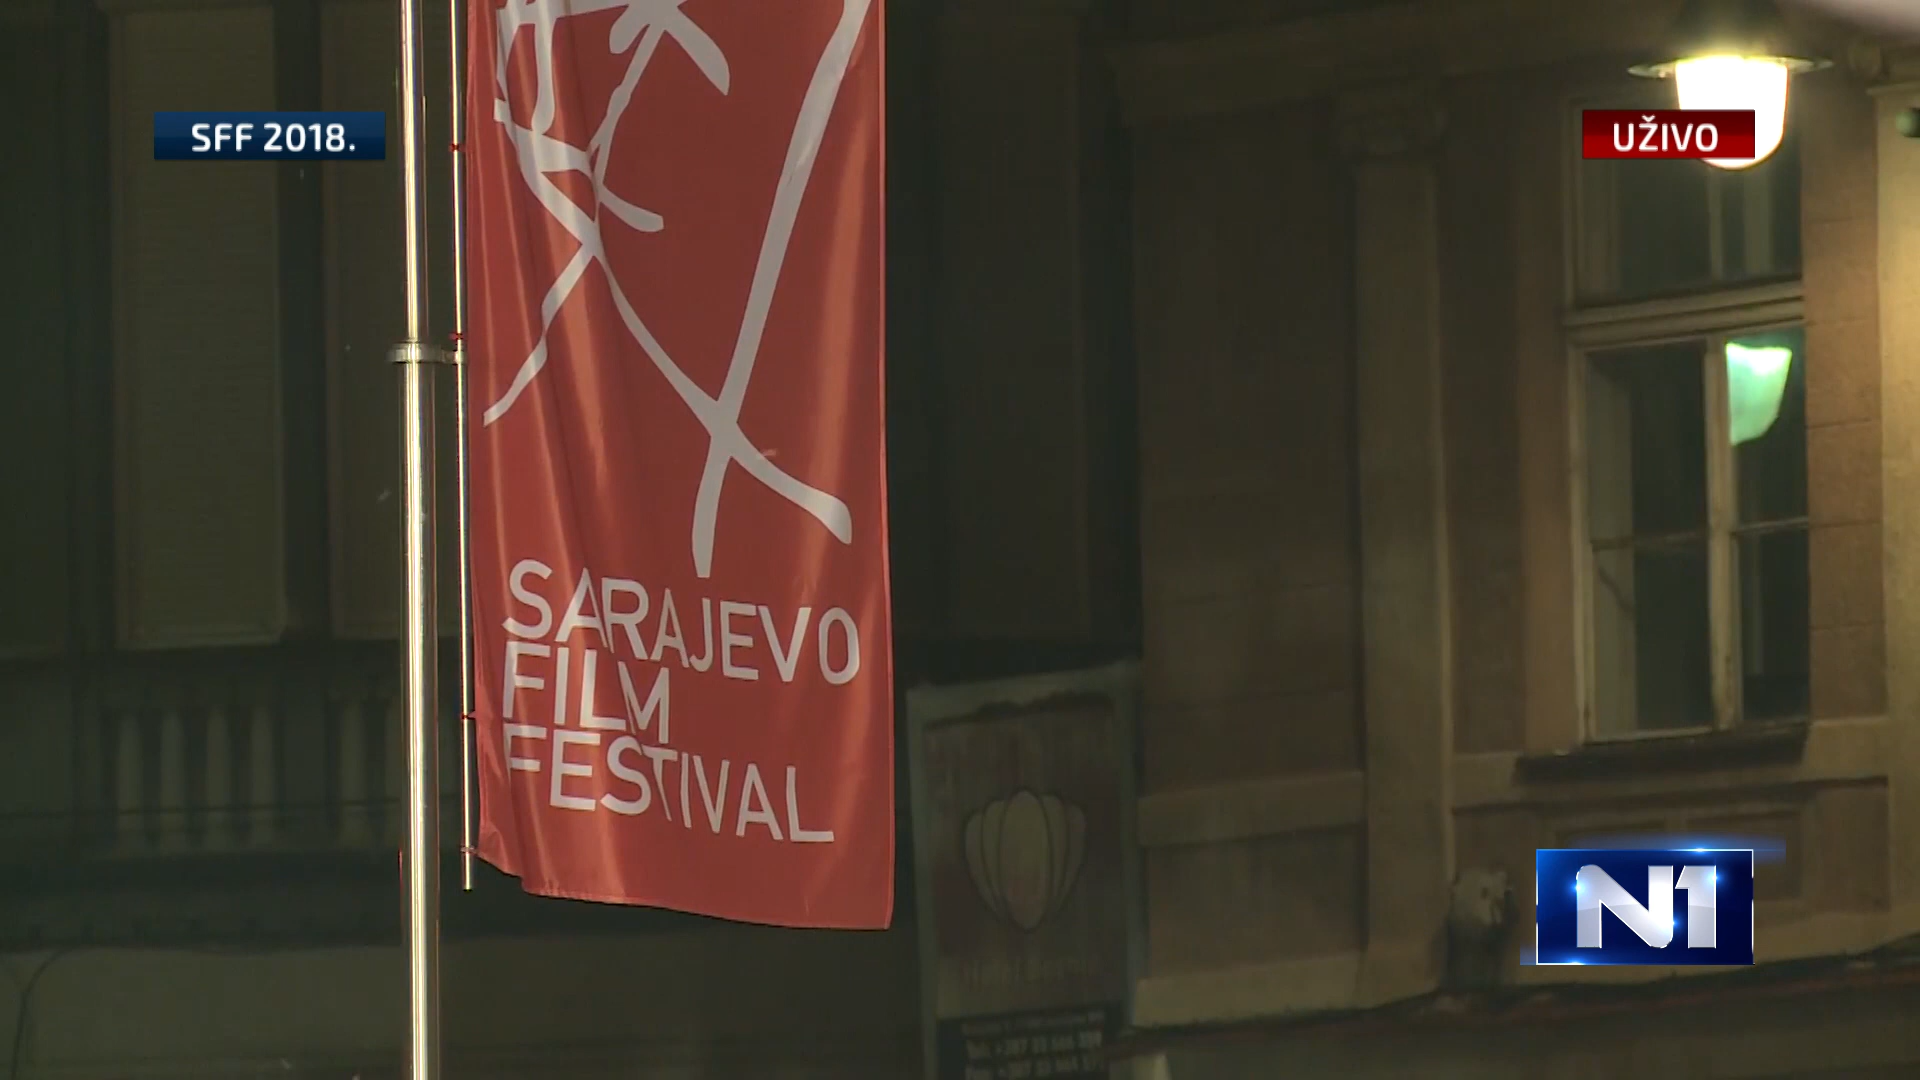 SFF 2018.
UŽIVO
SARAJEVO
FILM
FESTIVAL
N1